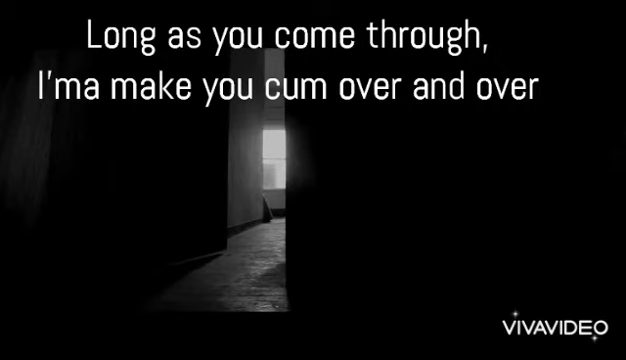 Long as you come through,
I'ma make you cum over and over
VIVAVIDEO